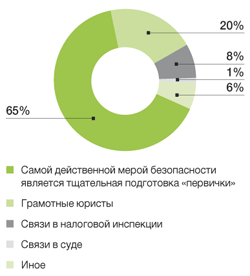 20%
8%
1%
6%
65%
Самой действенной мерой безопасности
является тщательная подготовка «первички»
Грамотные юристы
Связи в налоговой инспекции
Связи в суде
Иное